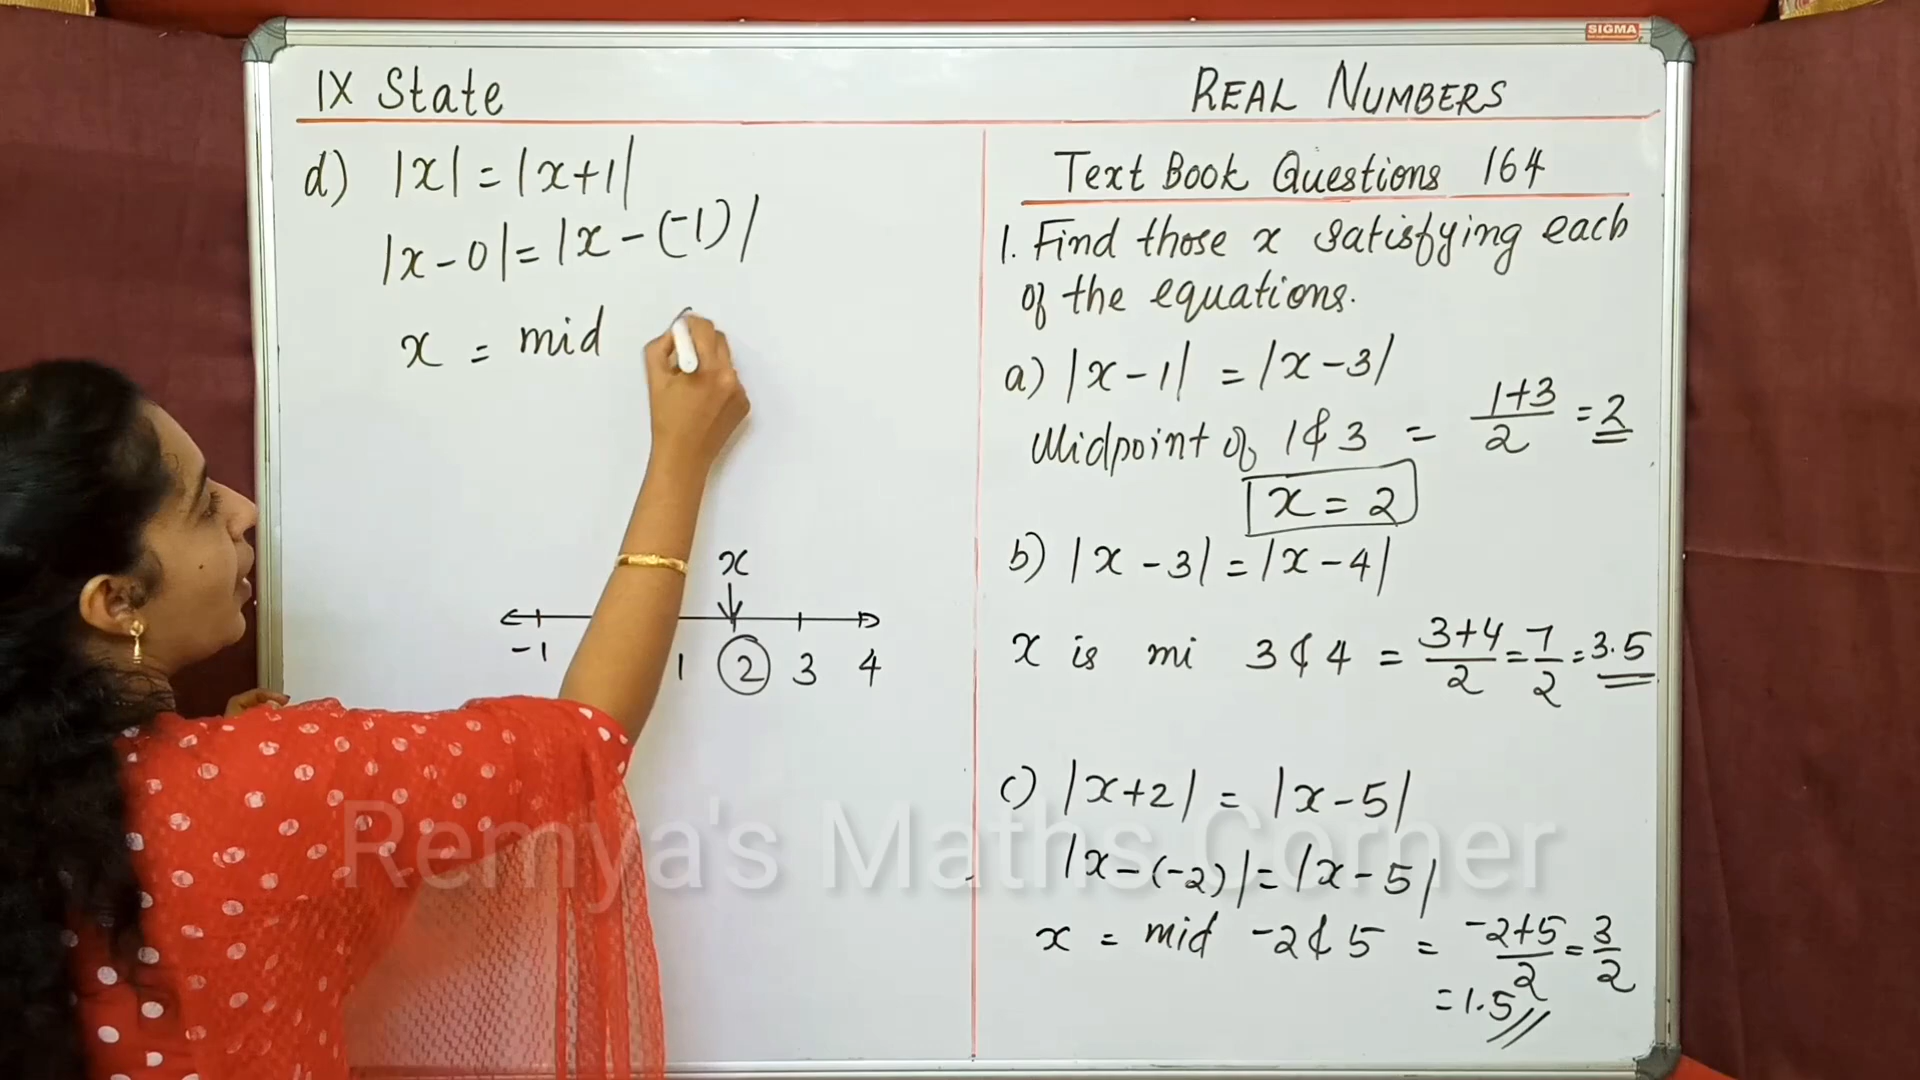 SIGMA
IX State
REAL NUMBERS
d) |x| = |x+1|
|x-0| = |x-(-1)|
x = mid
x
-1 1 2 3 4
Text Book Questions 164
1. Find those x satisfying each
of the equations.
a) |x-1| = |x-3|
Midpoint of 1 & 3 = 1+3/2 = 2
x = 2
b) |x-3| = |x-4|
x is mi 3 & 4 = 3+4/2 = 7/2 = 3.5
c) |x+2| = |x-5|
|x-(-2)| = |x-5|
x = mid -2 & 5 = -2+5/2 = 3/2
= 1.5
Remya's Maths Corner